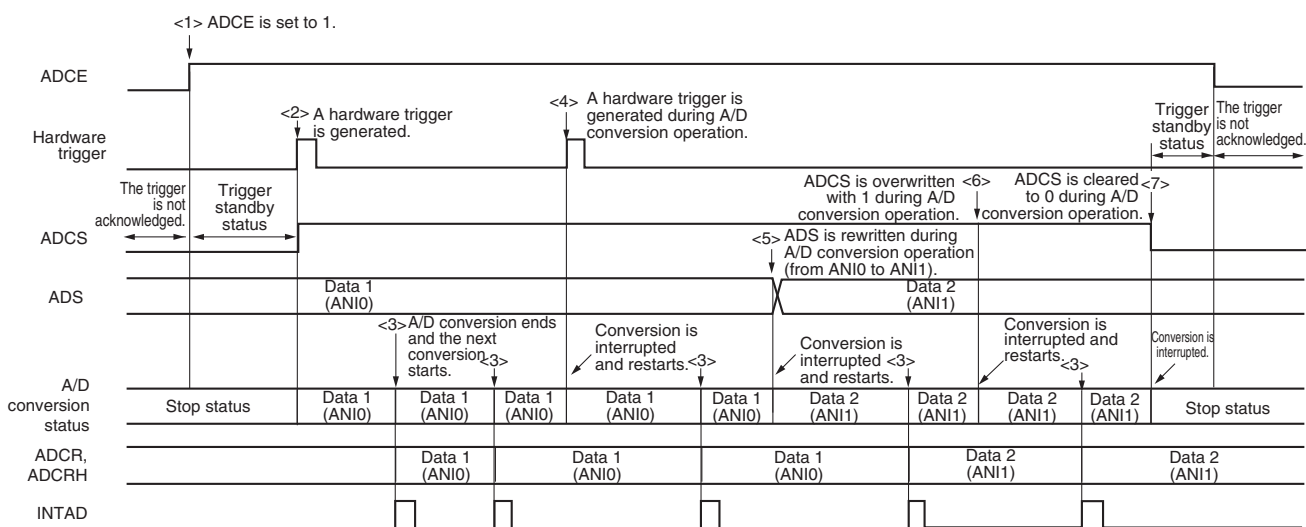 <1> ADCE is set to 1.
ADCE
<2> A hardware trigger
is generated.
<4> A hardware trigger is
generated during A/D
conversion operation.
Trigger
standby
status
The trigger
is not
acknowledged.
Hardware
trigger
The trigger
is not
acknowledged.
Trigger
standby
status
ADCS is overwritten <6>
with 1 during A/D
conversion operation.
ADCS is cleared <7>
to 0 during A/D
conversion operation.
ADCS
<5> ADS is rewritten during
A/D conversion operation
(from ANI0 to ANI1).
ADS
Data 1
(ANI0)
Data 2
(ANI1)
<3> A/D conversion ends
and the next
conversion
starts.
<3>
Conversion is
interrupted
and restarts.
<3>
Conversion is
interrupted
and restarts.
<3>
Conversion is
interrupted and
restarts.
<3>
Conversion is
interrupted.
A/D
conversion
status
Stop status
Data 1
(ANI0)
Data 1
(ANI0)
Data 1
(ANI0)
Data 1
(ANI0)
Data 1
(ANI0)
Data 2
(ANI1)
Data 2
(ANI1)
Data 2
(ANI1)
Data 2
(ANI1)
Stop status
ADCR,
ADCRH
Data 1
(ANI0)
Data 1
(ANI0)
Data 1
(ANI0)
Data 2
(ANI1)
Data 2
(ANI1)
INTAD